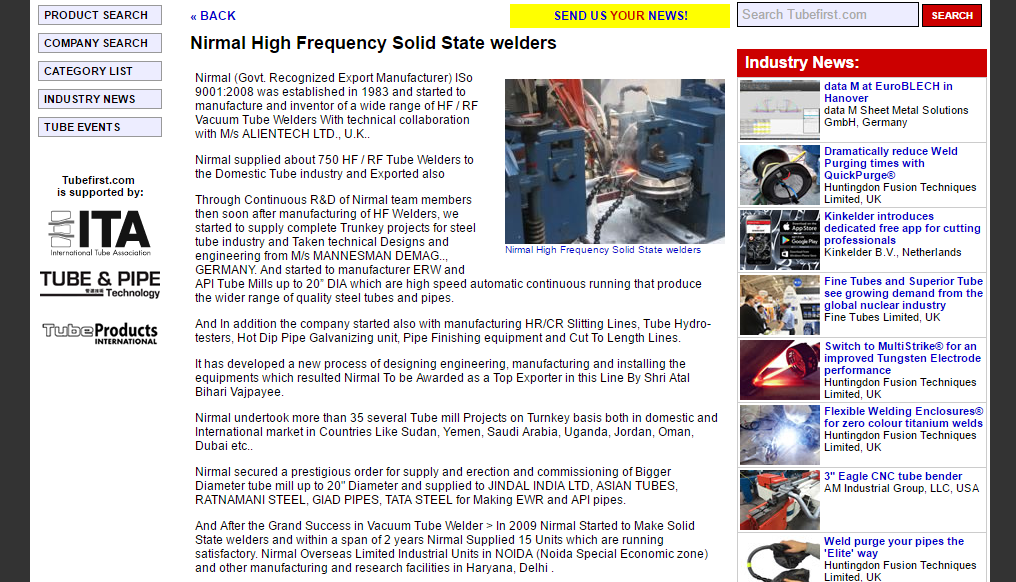 PRODUCT SEARCH
COMPANY SEARCH
CATEGORY LIST
INDUSTRY NEWS
TUBE EVENTS
Tubefirst.com
is supported by:
ITA
International Tube Association
TUBE & PIPE
Technology
TubeProducts
INTERNATIONAL
« BACK
SEND US YOUR NEWS!
Nirmal High Frequency Solid State welders
Nirmal (Govt. Recognized Export Manufacturer) ISo
9001:2008 was established in 1983 and started to
manufacture and inventor of a wide range of HF / RF
Vacuum Tube Welders With technical collaboration
with M/s ALIENTECH LTD., U.K..
Nirmal supplied about 750 HF / RF Tube Welders to
the Domestic Tube industry and Exported also
Through Continuous R&D of Nirmal team members
then soon after manufacturing of HF Welders, we
started to supply complete Trunkey projects for steel
tube industry and Taken technical Designs and
engineering from M/s MANNESMAN DEMAG..,
GERMANY. And started to manufacturer ERW and
API Tube Mills up to 20” DIA which are high speed automatic continuous running that produce
the wider range of quality steel tubes and pipes.
Nirmal High Frequency Solid State welders
And In addition the company started also with manufacturing HR/CR Slitting Lines, Tube Hydro-
testers, Hot Dip Pipe Galvanizing unit, Pipe Finishing equipment and Cut To Length Lines.
It has developed a new process of designing engineering, manufacturing and installing the
equipments which resulted Nirmal To be Awarded as a Top Exporter in this Line By Shri Atal
Bihari Vajpayee.
Nirmal undertook more than 35 several Tube mill Projects on Turnkey basis both in domestic and
International market in Countries Like Sudan, Yemen, Saudi Arabia, Uganda, Jordan, Oman,
Dubai etc..
Nirmal secured a prestigious order for supply and erection and commissioning of Bigger
Diameter tube mill up to 20” Diameter and supplied to JINDAL INDIA LTD, ASIAN TUBES,
RATNAMANI STEEL, GIAD PIPES, TATA STEEL for Making EWR and API pipes.
And After the Grand Success in Vacuum Tube Welder > In 2009 Nirmal Started to Make Solid
State welders and within a span of 2 years Nirmal Supplied 15 Units which are running
satisfactory. Nirmal Overseas Limited Industrial Units in NOIDA (Noida Special Economic zone)
and other manufacturing and research facilities in Haryana, Delhi .
Search Tubefirst.com
SEARCH
Industry News:
data M at EuroBLECH in
Hanover
data M Sheet Metal Solutions
GmbH, Germany
Dramatically reduce Weld
Purging times with
QuickPurge®
Huntingdon Fusion Techniques
Limited, UK
Kinkelder introduces
dedicated free app for cutting
professionals
Kinkelder B.V., Netherlands
App Store
Google Play
Fine Tubes and Superior Tube
see growing demand from the
global nuclear industry
Fine Tubes Limited, UK
Switch to MultiStrike® for an
improved Tungsten Electrode
performance
Huntingdon Fusion Techniques
Limited, UK
Flexible Welding Enclosures®
for zero colour titanium welds
Huntingdon Fusion Techniques
Limited, UK
3" Eagle CNC tube bender
AM Industrial Group, LLC, USA
Weld purge your pipes the
'Elite' way
Huntingdon Fusion Techniques
Limited, UK